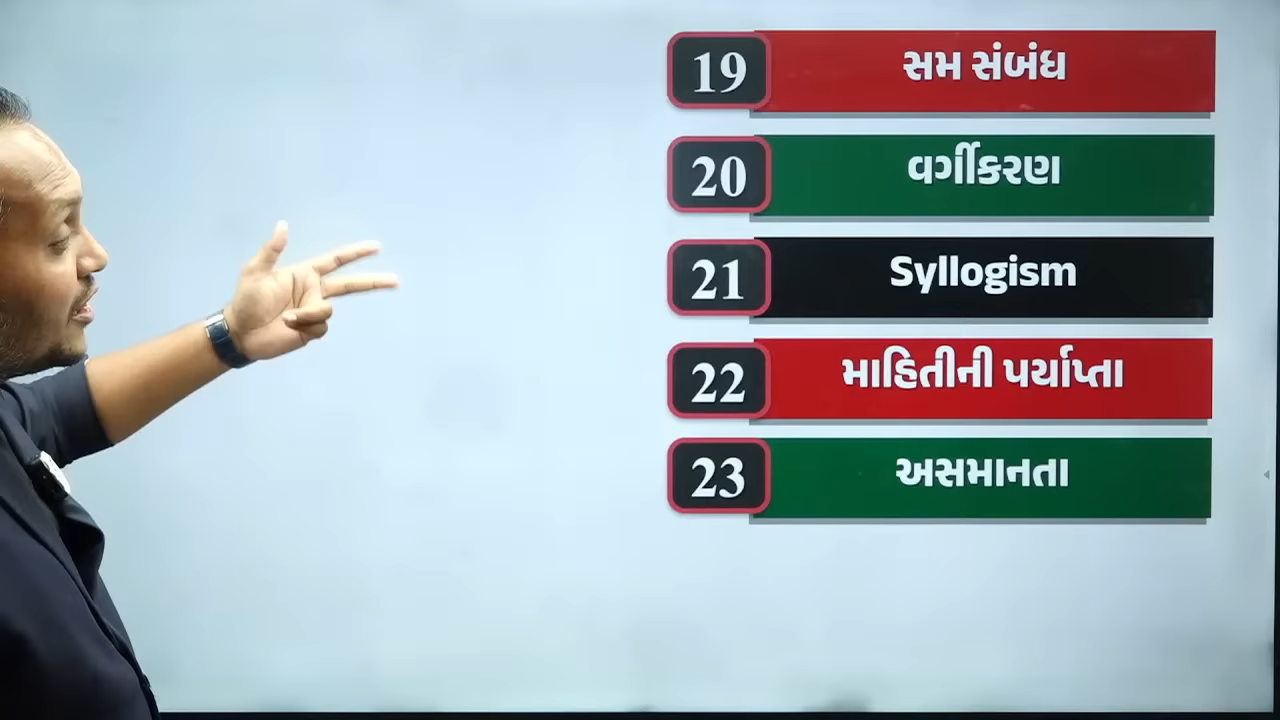 19 સમ સંબંધ
20 વર્ગીકરણ
21 Syllogism
22 માહિતીની પર્યાપ્તા
23 અસમાનતા